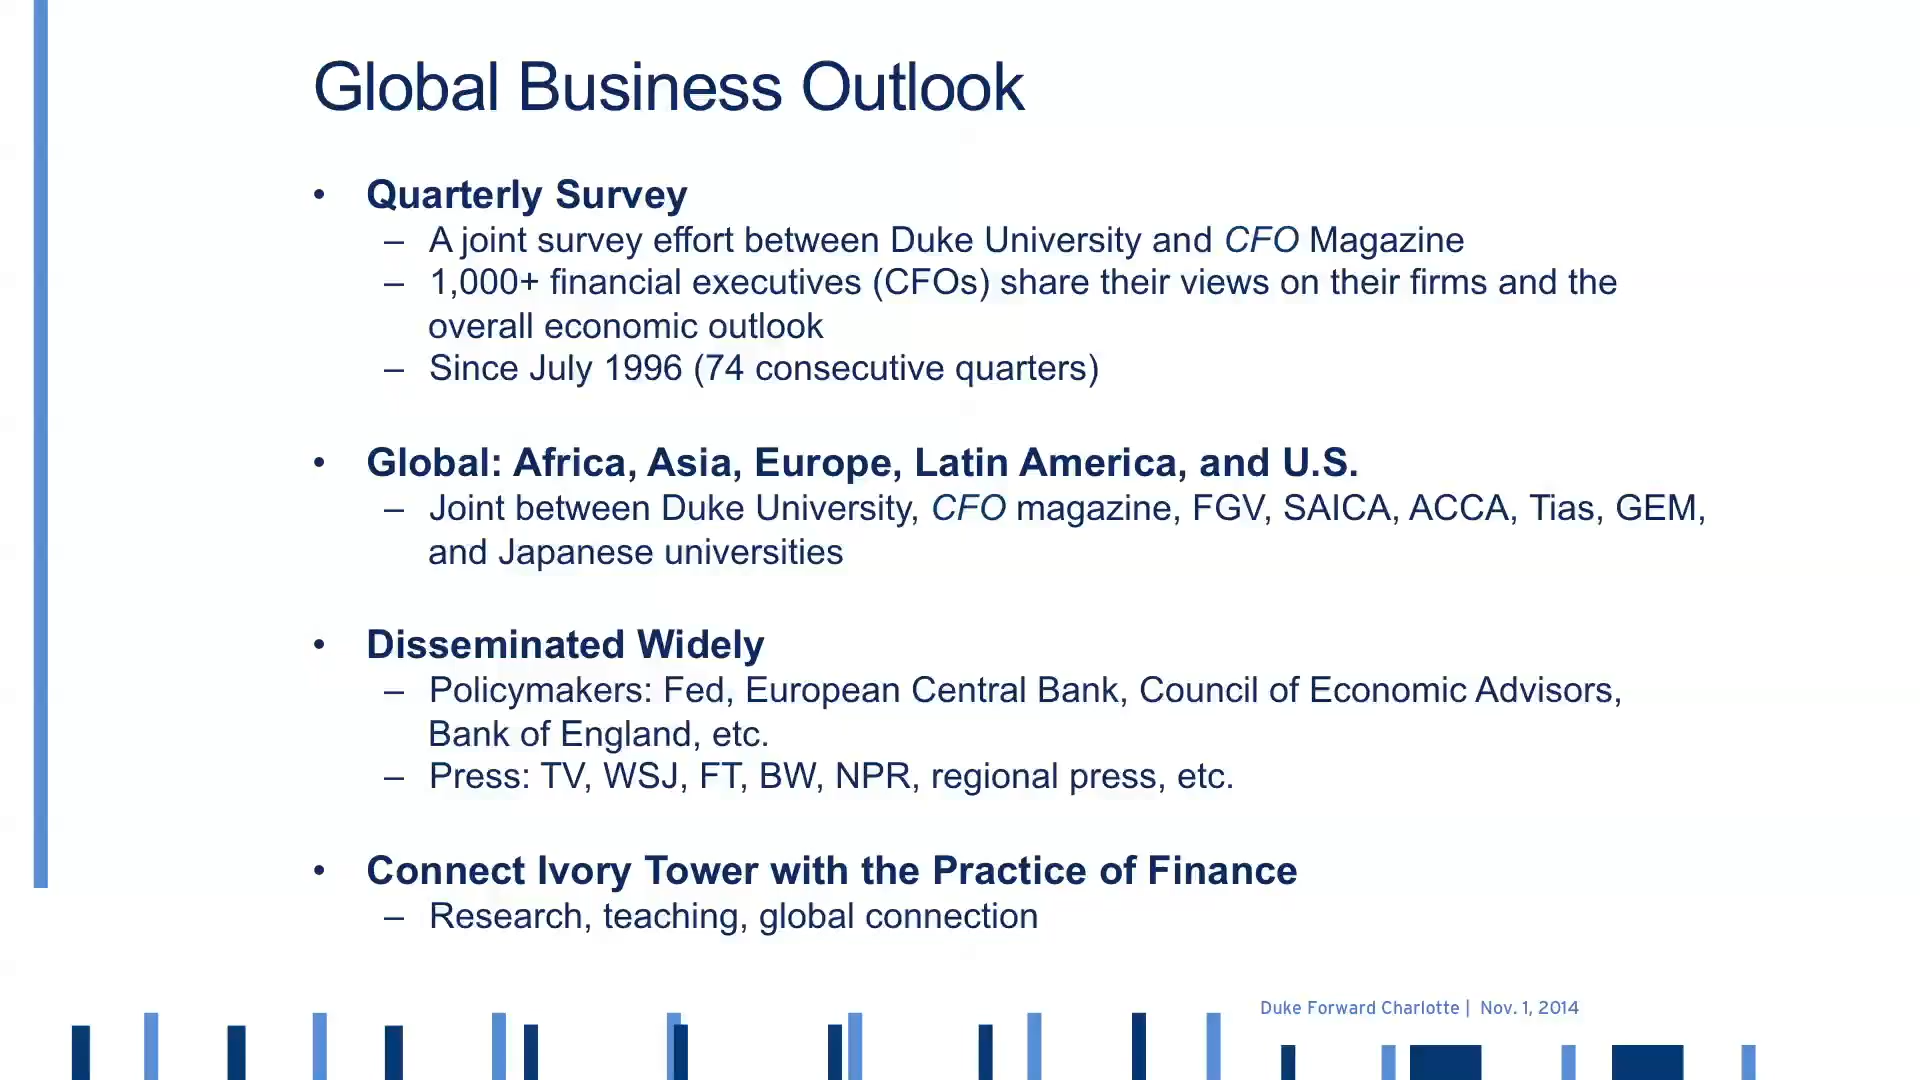 Global Business Outlook
• Quarterly Survey
– A joint survey effort between Duke University and CFO Magazine
– 1,000+ financial executives (CFOs) share their views on their firms and the
overall economic outlook
– Since July 1996 (74 consecutive quarters)
• Global: Africa, Asia, Europe, Latin America, and U.S.
– Joint between Duke University, CFO magazine, FGV, SAICA, ACCA, Tias, GEM,
and Japanese universities
• Disseminated Widely
– Policymakers: Fed, European Central Bank, Council of Economic Advisors,
Bank of England, etc.
– Press: TV, WSJ, FT, BW, NPR, regional press, etc.
• Connect Ivory Tower with the Practice of Finance
– Research, teaching, global connection
Duke Forward Charlotte | Nov. 1, 2014